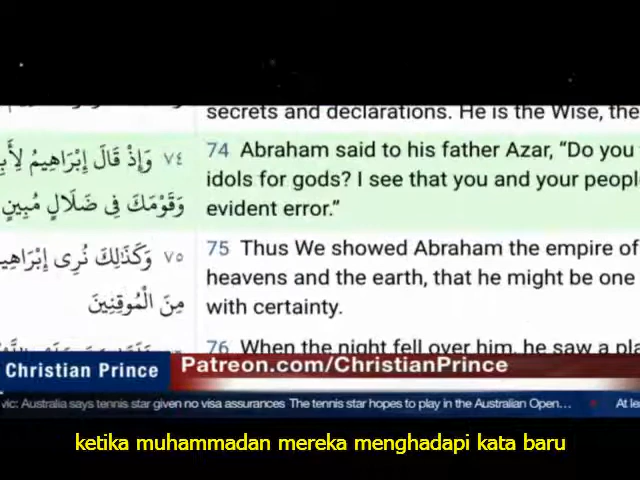 secrets and declarations. He is the Wise, the
٧٤ وَإِذْ قَالَ إِبْرَاهِيمُ
وَقَوْمَكَ فِي ضَلَالٍ مُبِينٍ
74 Abraham said to his father Azar, “Do you
idols for gods? I see that you and your people
evident error.”
٧٥ وَكَذَٰلِكَ نُرِي
مِنَ الْمُوقِنِينَ
75 Thus We showed Abraham the empire of
heavens and the earth, that he might be one
with certainty.
76 When the night fell over him, he saw a
Christian Prince
Patreon.com/ChristianPrince
vic: Australia says tennis star given no visa assurances The tennis star hopes to play in the Australian Open...
At
ketika muhammadan mereka menghadapi kata baru